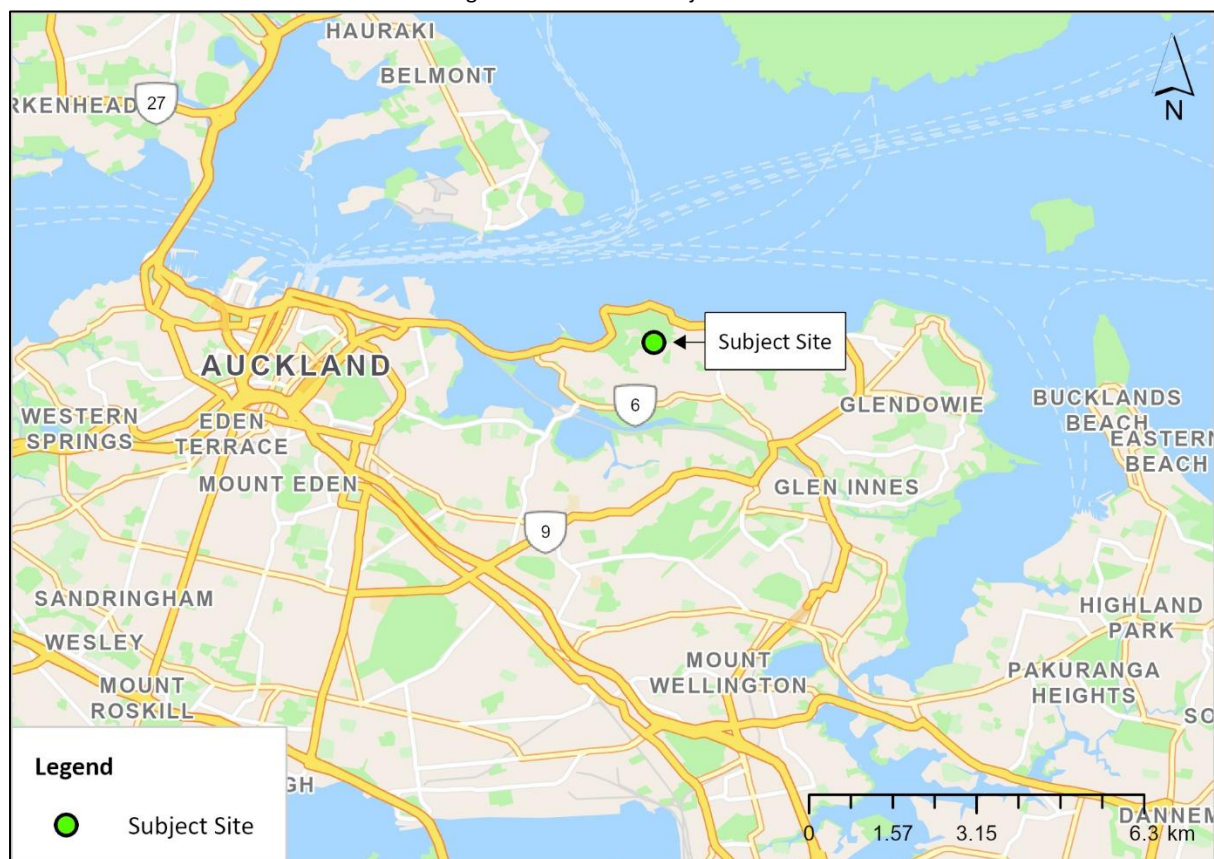 HAURAKI
BELMONT
RKENHEAD
27
N
Subject Site
AUCKLAND
6
GLENDOWIE
BUCKLANDS
BEACH
EASTERN
BEACH
WESTERN
SPRINGS
EDEN
TERRACE
MOUNT EDEN
GLEN INNES
9
SANDRINGHAM
HIGHLAND
PARK
WESLEY
MOUNT
WELLINGTON
PAKURANGA
HEIGHTS
MOUNT
ROSKILL
SO
Legend
GH
Subject Site
0 1.57 3.15 6.3 km
DANNEM